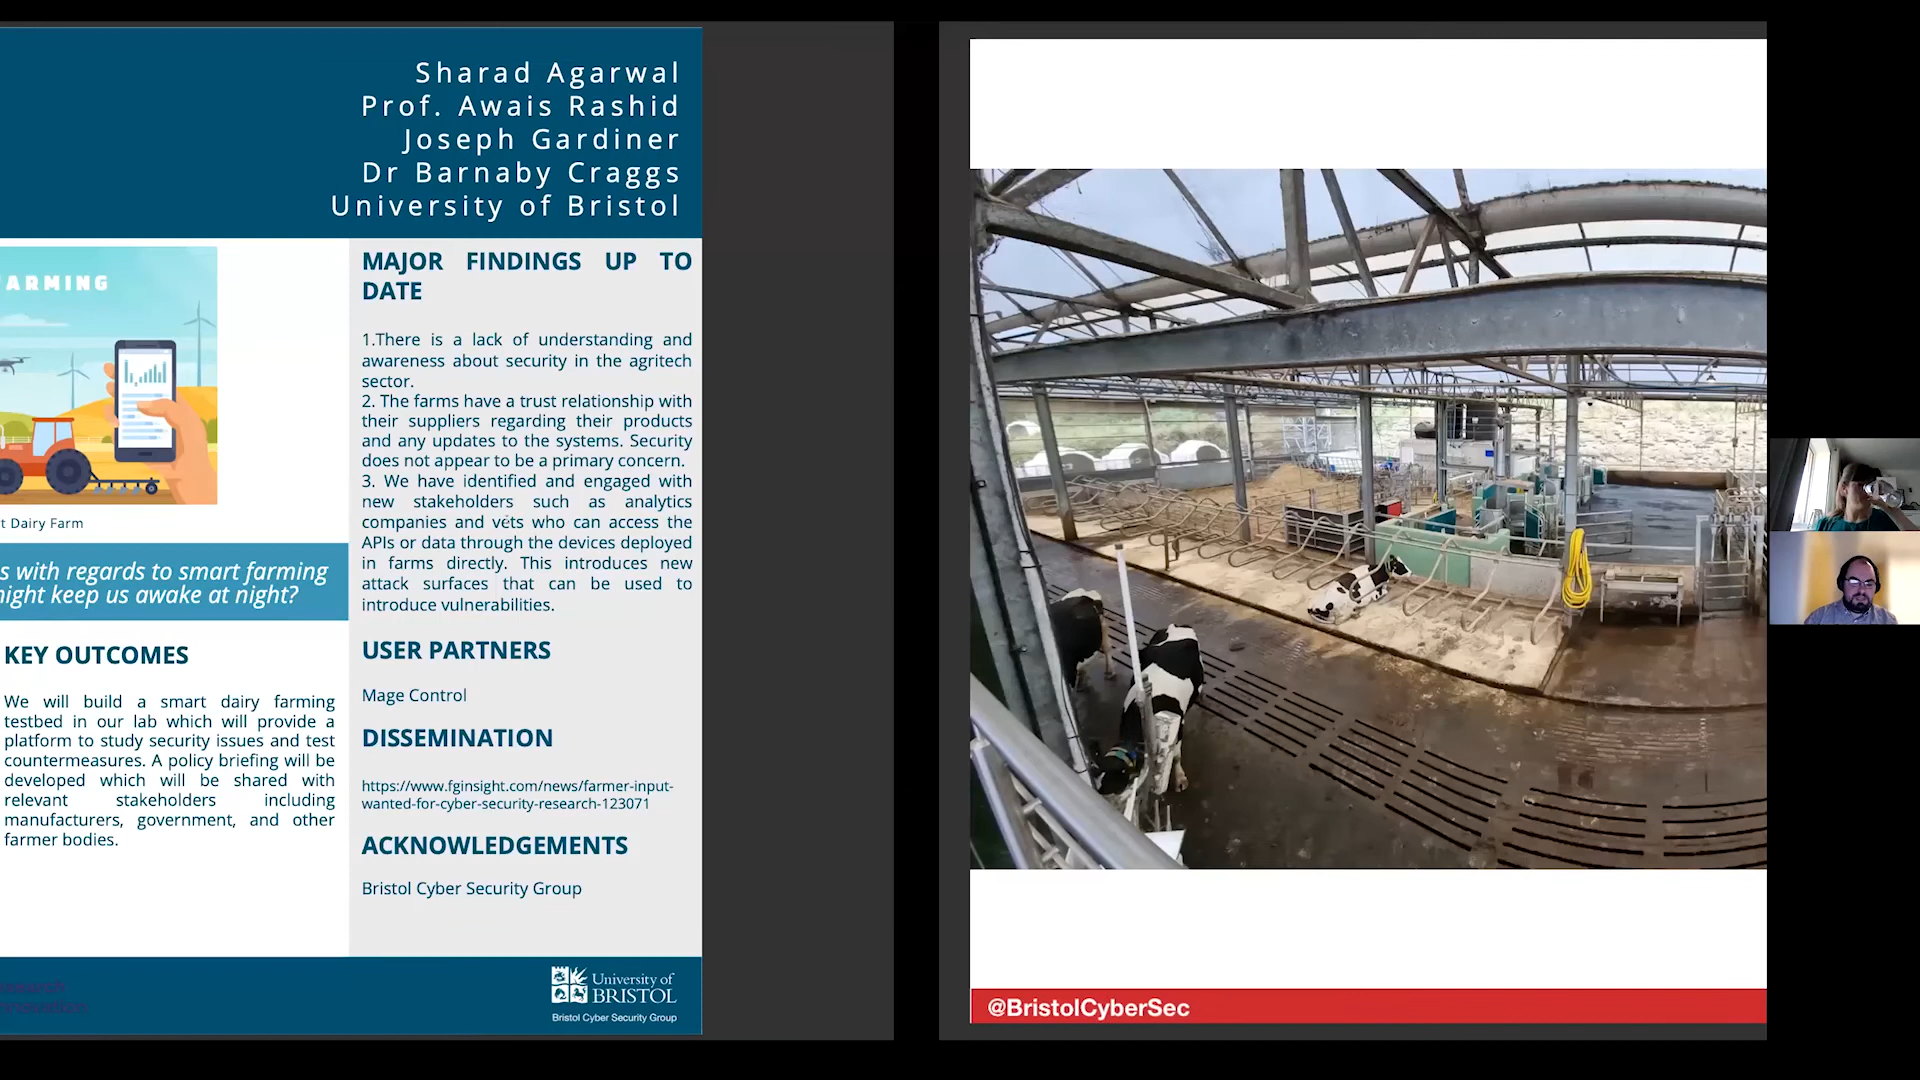 Sharad Agarwal
Prof. Awais Rashid
Joseph Gardiner
Dr Barnaby Craggs
University of Bristol
ARMING
t Dairy Farm
s with regards to smart farming
ight keep us awake at night?
KEY OUTCOMES
We will build a smart dairy farming
testbed in our lab which will provide a
platform to study security issues and test
countermeasures. A policy briefing will be
developed which will be shared with
relevant stakeholders including
manufacturers, government, and other
farmer bodies.
MAJOR FINDINGS UP TO
DATE
1.There is a lack of understanding and
awareness about security in the agritech
sector.
2. The farms have a trust relationship with
their suppliers regarding their products
and any updates to the systems. Security
does not appear to be a primary concern.
3. We have identified and engaged with
new stakeholders such as analytics
companies and vets who can access the
APIs or data through the devices deployed
in farms directly. This introduces new
attack surfaces that can be used to
introduce vulnerabilities.
USER PARTNERS
Mage Control
DISSEMINATION
https://www.fginsight.com/news/farmer-input-
wanted-for-cyber-security-research-123071
ACKNOWLEDGEMENTS
Bristol Cyber Security Group
University of
BRISTOL
Bristol Cyber Security Group
@BristolCyberSec